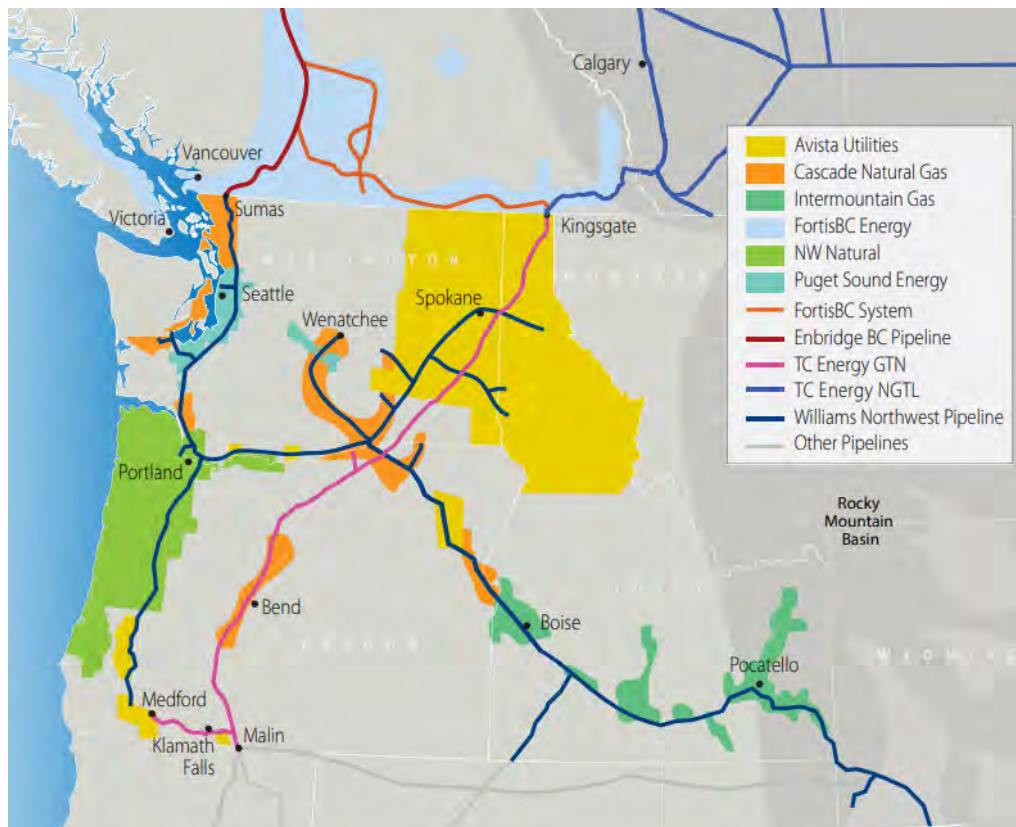 Calgary
Vancouver
Victoria
Sumas
Kingsgate
WASHINGTON
Seattle
Spokane
Wenatchee
Portland
Bend
OREGON
Boise
Pocatello
Medford
Klamath
Falls
Malin
Rocky
Mountain
Basin
Avista Utilities
Cascade Natural Gas
Intermountain Gas
FortisBC Energy
NW Natural
Puget Sound Energy
FortisBC System
Enbridge BC Pipeline
TC Energy GTN
TC Energy NGTL
Williams Northwest Pipeline
Other Pipelines